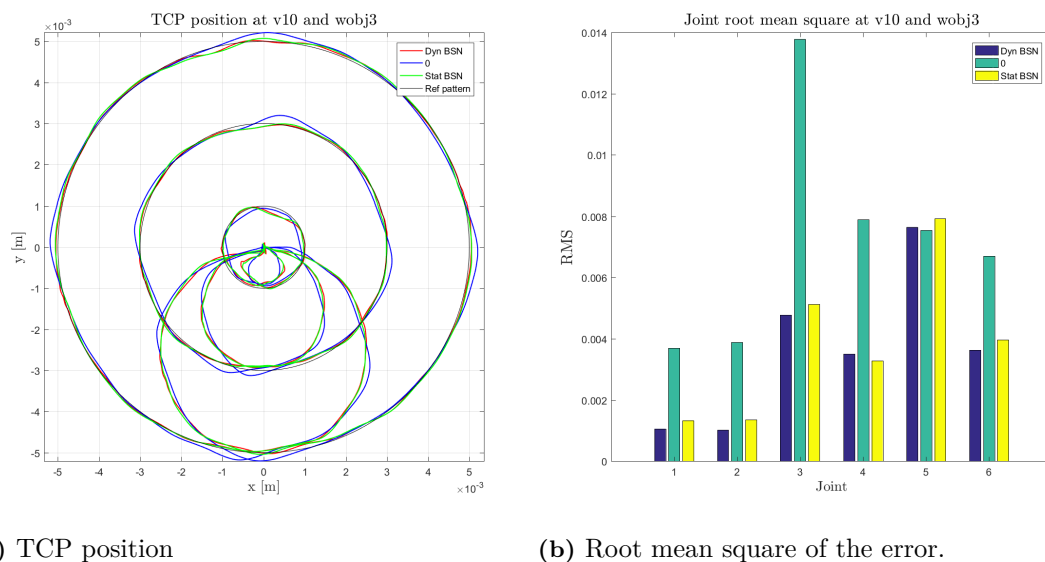 TCP position at v10 and wobj3
×10⁻³
5
4
3
2
1
0
-1
-2
-3
-4
-5
y [m]
-5 -4 -3 -2 -1 0 1 2 3 4 5
x [m]
×10⁻³
Dyn BSN
0
Stat BSN
Ref pattern
Joint root mean square at v10 and wobj3
0.014
0.012
0.01
0.008
0.006
0.004
0.002
0
RMS
1 2 3 4 5 6
Joint
Dyn BSN
0
Stat BSN
) TCP position
(b) Root mean square of the error.